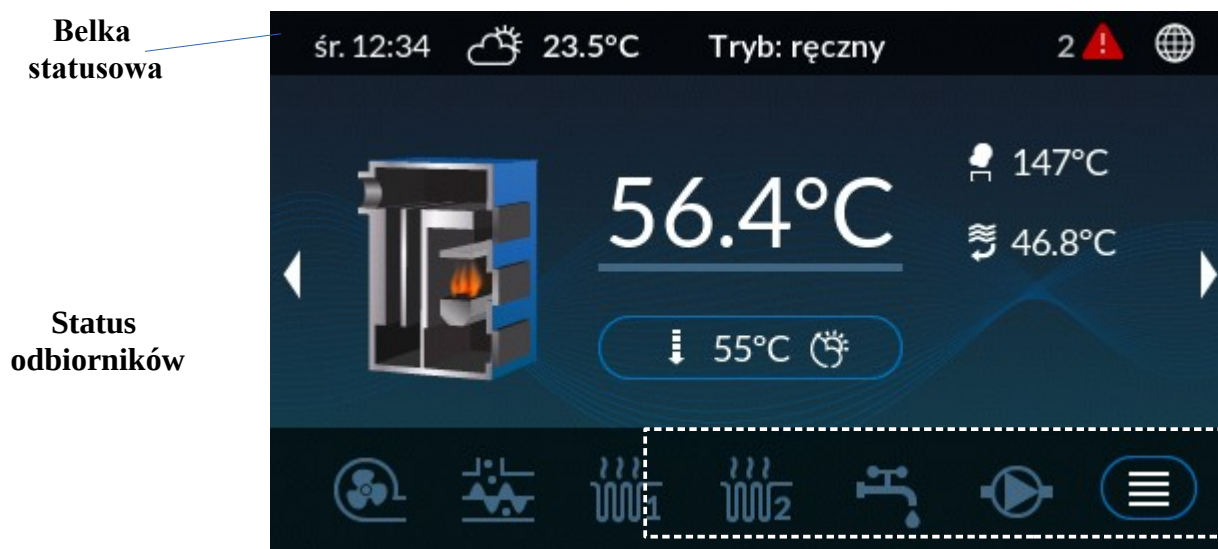 Belka
statusowa
śr. 12:34 23.5°C Tryb: ręczny 2
56.4°C
147°C
46.8°C
55°C
Status
odbiorników
1 2